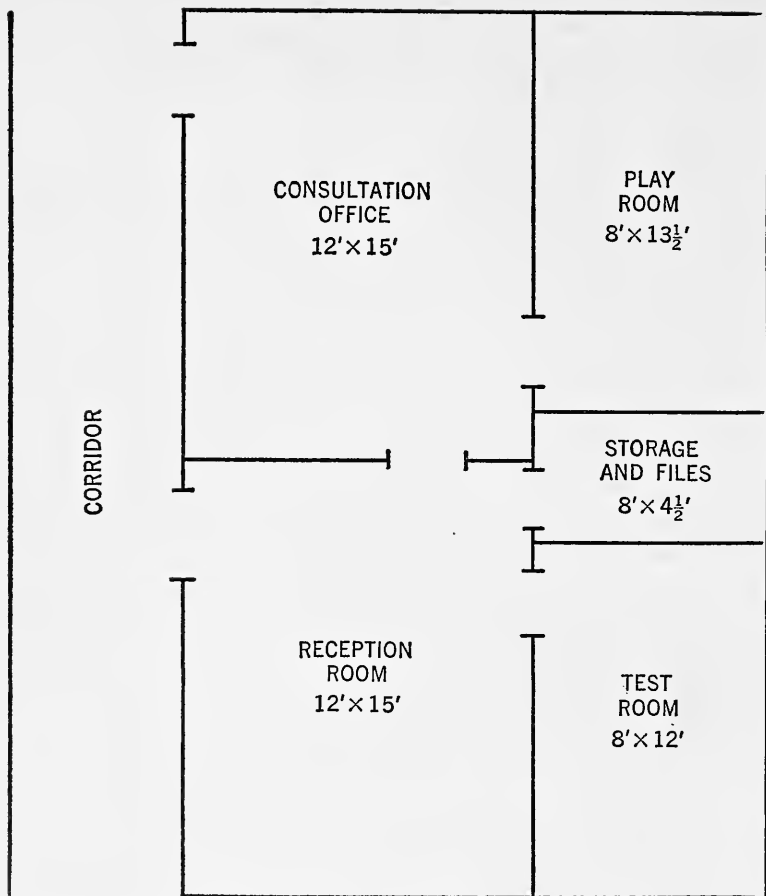 CONSULTATION
OFFICE
12'×15'
PLAY
ROOM
8'×13½'
CORRIDOR
STORAGE
AND FILES
8'×4½'
RECEPTION
ROOM
12'×15'
TEST
ROOM
8'×12'